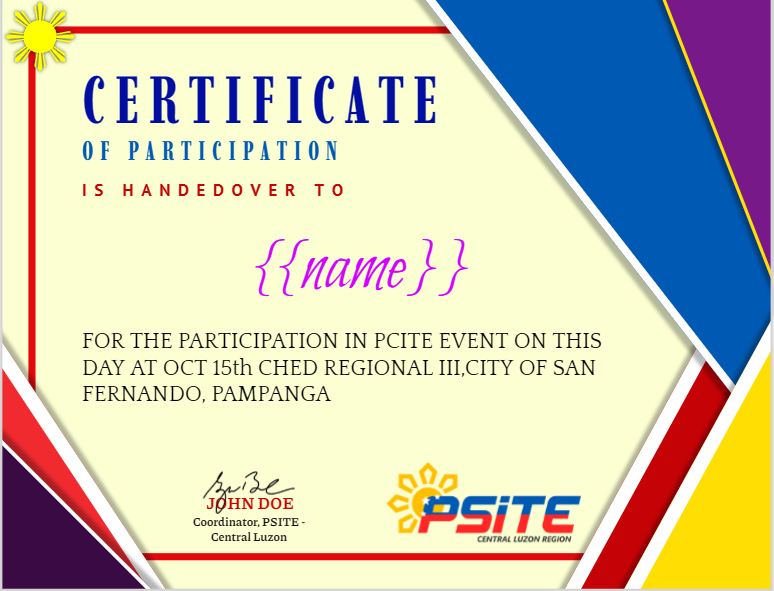 CERTIFICATE
OF PARTICIPATION
IS HANDEDOVER TO
{{name}}
FOR THE PARTICIPATION IN PCITE EVENT ON THIS
DAY AT OCT 15th CHED REGIONAL III,CITY OF SAN
FERNANDO, PAMPANGA
JOHN DOE
Coordinator, PSITE -
Central Luzon
PSiTE
CENTRAL LUZON REGION